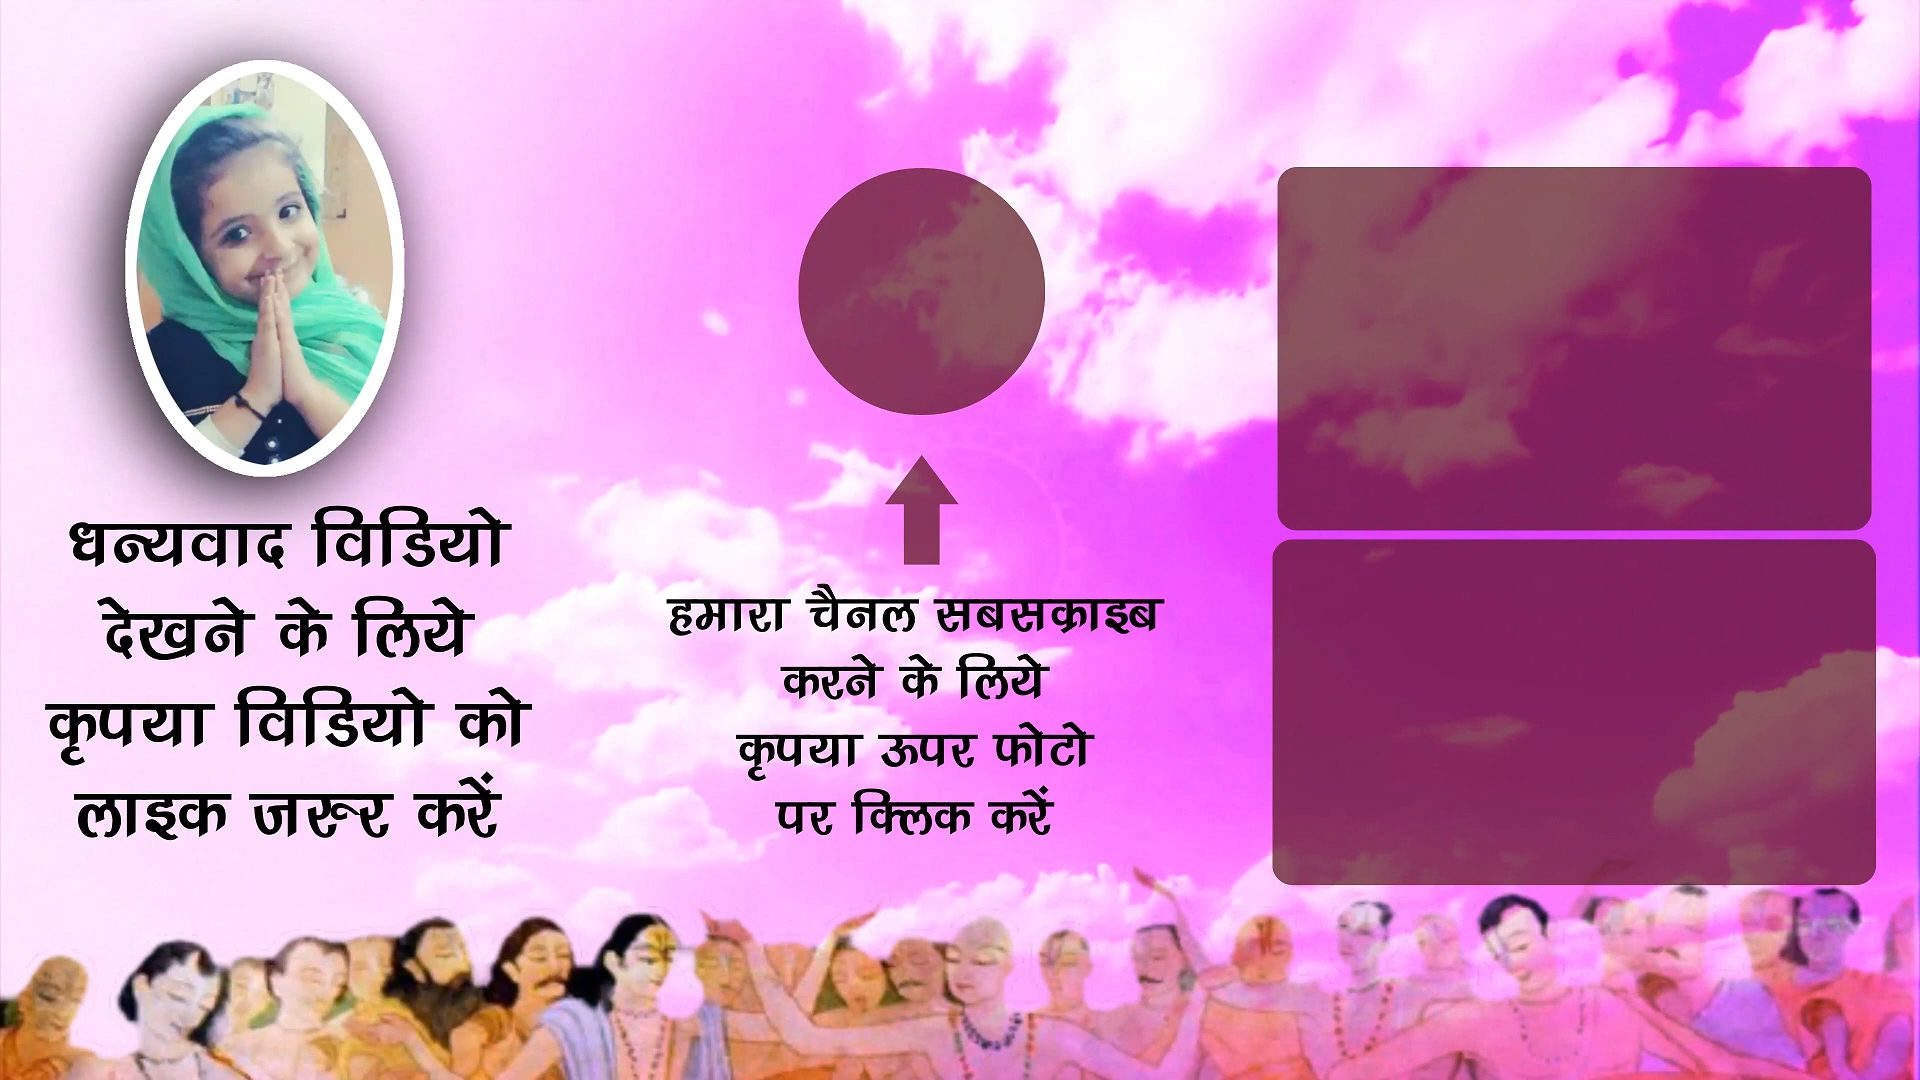 धन्यवाद विडियो
देखने के लिये
कृपया विडियो को
लाइक जरूर करें
हमारा चैनल सबसक्राइब
करने के लिये
कृपया ऊपर फोटो
पर क्लिक करें